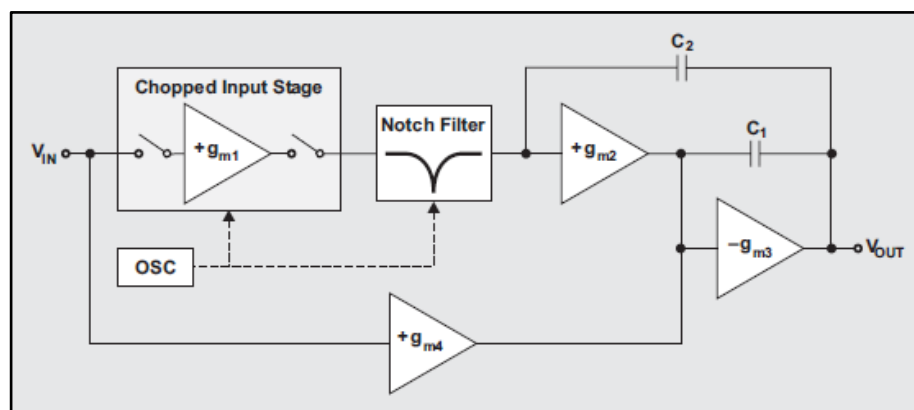 C2
Chopped Input Stage
Notch Filter
C1
VIN
+gm1
+gm2
-gm3
VOUT
OSC
+gm4